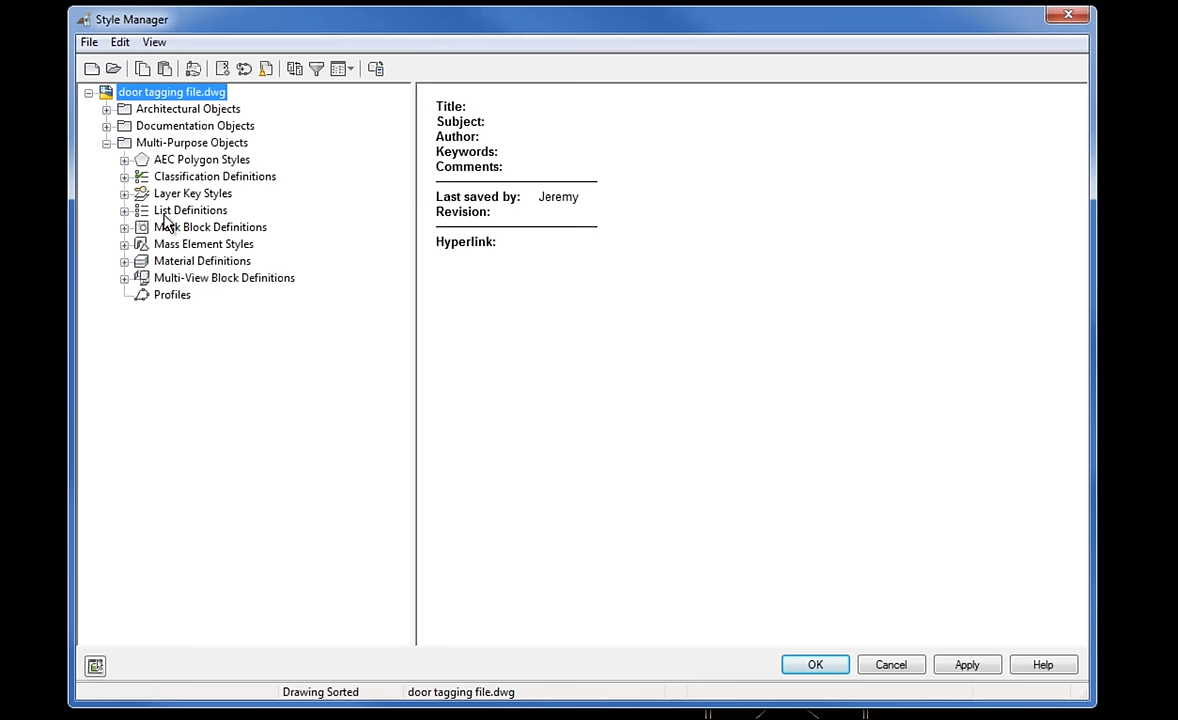 Style Manager
File Edit View
door tagging file.dwg
Architectural Objects
Documentation Objects
Multi-Purpose Objects
AEC Polygon Styles
Classification Definitions
Layer Key Styles
List Definitions
Mask Block Definitions
Mass Element Styles
Material Definitions
Multi-View Block Definitions
Profiles
Title:
Subject:
Author:
Keywords:
Comments:
Last saved by: Jeremy
Revision:
Hyperlink:
OK Cancel Apply Help
Drawing Sorted door tagging file.dwg